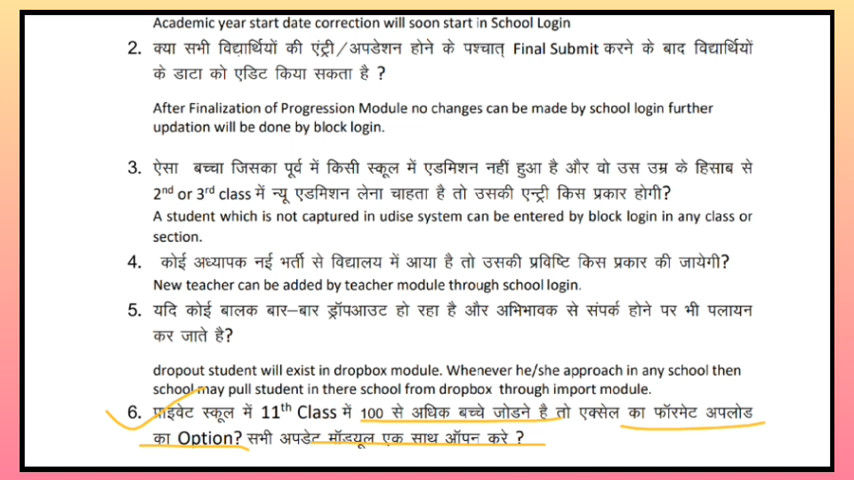 Academic year start date correction will soon start in School Login
2. क्या सभी विद्यार्थियों की एंट्री/अपडेशन होने के पश्चात् Final Submit करने के बाद विद्यार्थियों
के डाटा को एडिट किया सकता है ?
After Finalization of Progression Module no changes can be made by school login further
updation will be done by block login.
3. ऐसा बच्चा जिसका पूर्व में किसी स्कूल में एडमिशन नहीं हुआ है और वो उस उम्र के हिसाब से
2nd or 3rd class में न्यू एडमिशन लेना चाहता है तो उसकी एन्ट्री किस प्रकार होगी?
A student which is not captured in udise system can be entered by block login in any class or
section.
4. कोई अध्यापक नई भर्ती से विद्यालय में आया है तो उसकी प्रविष्टि किस प्रकार की जायेगी?
New teacher can be added by teacher module through school login.
5. यदि कोई बालक बार–बार ड्रॉपआउट हो रहा है और अभिभावक से संपर्क होने पर भी पलायन
कर जाते है?
dropout student will exist in dropbox module. Whenever he/she approach in any school then
school may pull student in there school from dropbox through import module.
6. प्राइवेट स्कूल में 11th Class में 100 से अधिक बच्चे जोडने है तो एक्सेल का फॉरमेट अपलोड
का Option? सभी अपडेट मॉडयूल एक साथ ऑपन करे ?